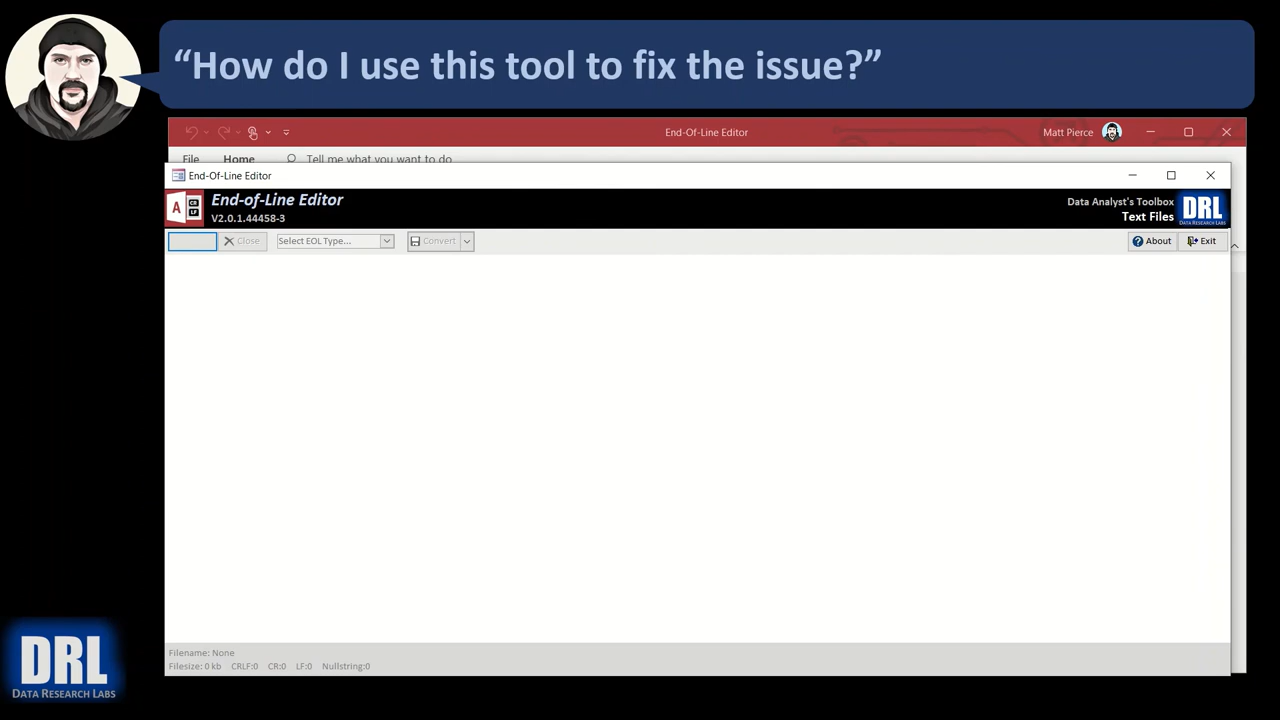 “How do I use this tool to fix the issue?”
End-Of-Line Editor
Matt Pierce
File Home Tell me what you want to do
End-Of-Line Editor
A CR LF
End-of-Line Editor
V2.0.1.44458-3
Data Analyst's Toolbox
Text Files
DRL
DATA RESEARCH LABS
Close Select EOL Type... Convert About Exit
Filename: None
Filesize: 0 kb CRLF:0 CR:0 LF:0 Nullstring:0
DRL
DATA RESEARCH LABS